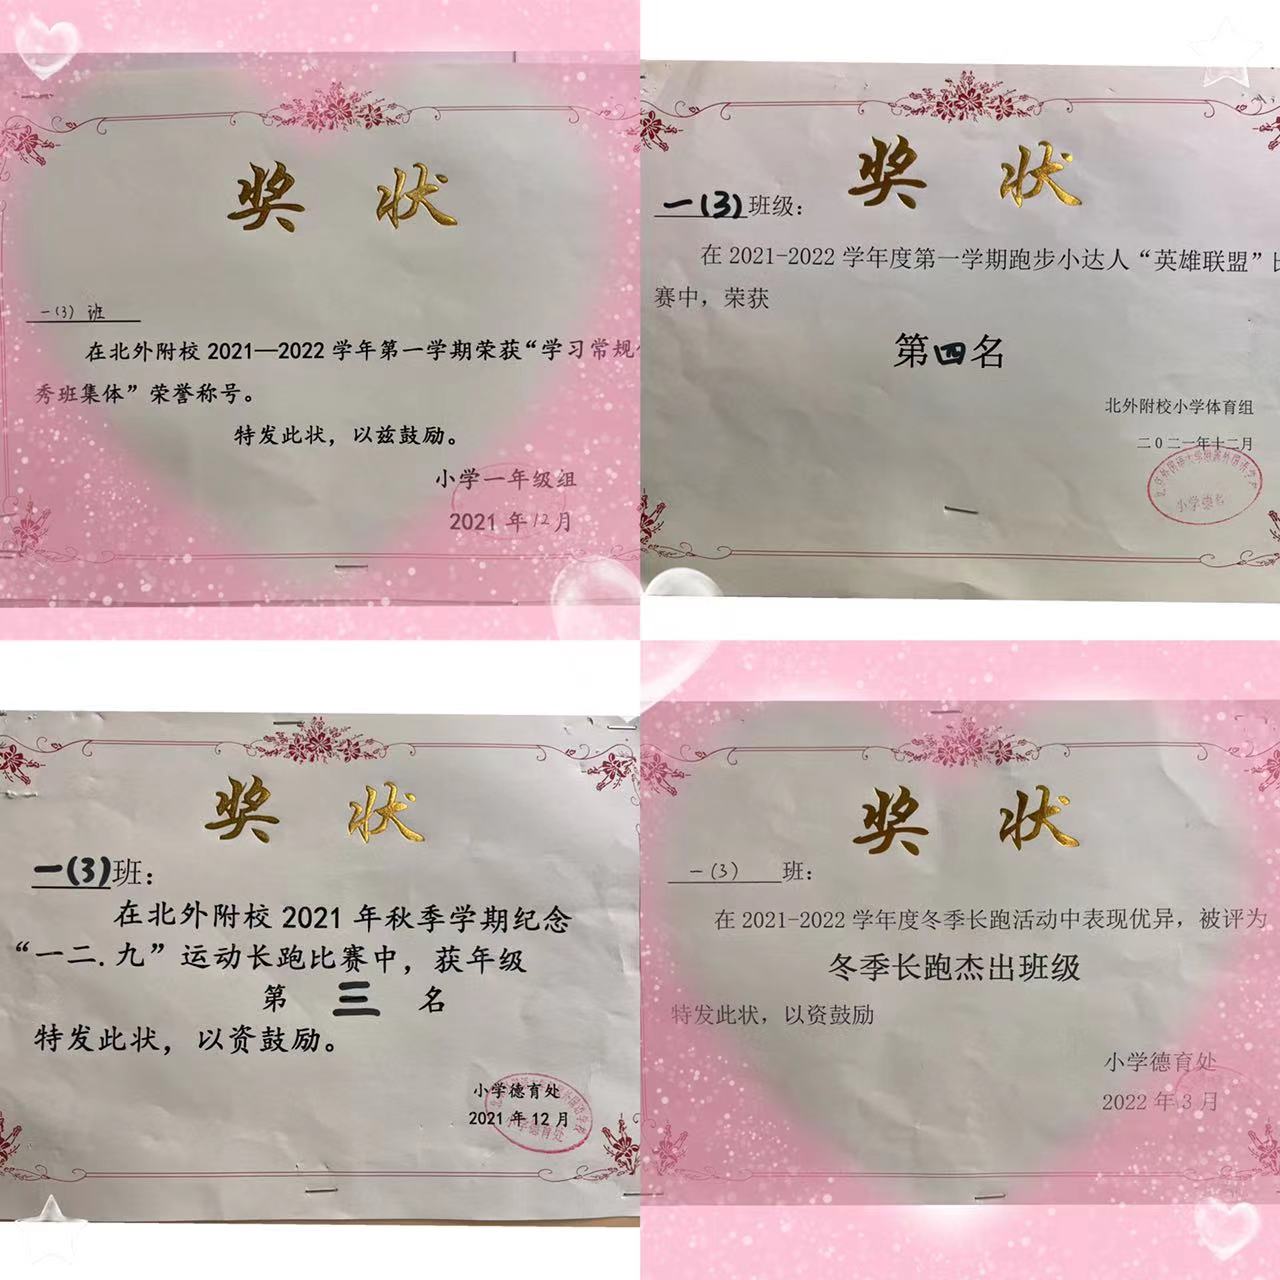 奖 状
一(3) 班
在北外附校 2021—2022 学年第一学期荣获“学习常规
秀班集体”荣誉称号。
特发此状，以兹鼓励。
小学一年级组
2021 年 12 月
奖 状
一(3)班级：
在 2021-2022 学年度第一学期跑步小达人“英雄联盟”比
赛中，荣获
第四名
北外附校小学体育组
二0二一年十二月
奖 状
一(3)班：
在北外附校 2021 年秋季学期纪念
“一二.九”运动长跑比赛中，获年级
第 三 名
特发此状，以资鼓励。
小学德育处
2021 年 12 月
小学德育处
奖 状
一(3) 班：
在 2021-2022 学年度冬季长跑活动中表现优异，被评为
冬季长跑杰出班级
特发此状，以资鼓励
小学德育处
2022 年 3 月